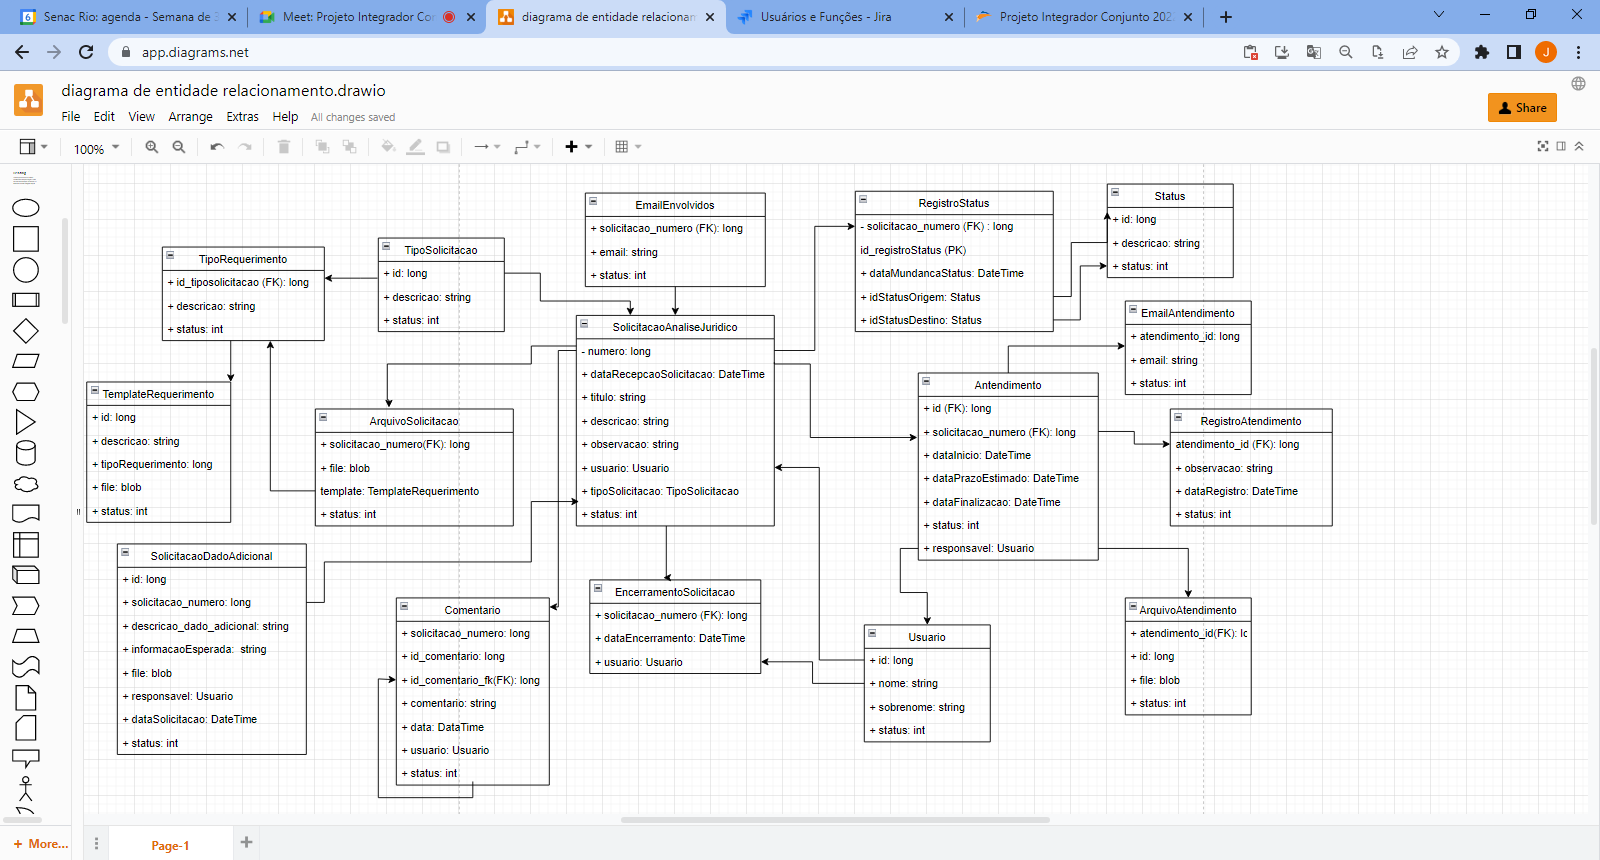 Senac Rio: agenda - Semana de
Meet: Projeto Integrador Co
diagrama de entidade relacionam
Usuários e Funções - Jira
Projeto Integrador Conjunto 202
app.diagrams.net
J
diagrama de entidade relacionamento.drawio
File Edit View Arrange Extras Help All changes saved
Share
100%
EmailEnvolvidos
+ solicitacao_numero (FK): long
+ email: string
+ status: int
RegistroStatus
- solicitacao_numero (FK) : long
id_registroStatus (PK)
+ dataMundancaStatus: DateTime
+ idStatusOrigem: Status
+ idStatusDestino: Status
Status
+ id: long
+ descricao: string
+ status: int
TipoRequerimento
+ id_tiposolicitacao (FK): long
+ descricao: string
+ status: int
TipoSolicitacao
+ id: long
+ descricao: string
+ status: int
EmailAntendimento
+ atendimento_id: long
+ email: string
+ status: int
SolicitacaoAnaliseJuridico
- numero: long
+ dataRecepcaoSolicitacao: DateTime
+ titulo: string
+ descricao: string
+ observacao: string
+ usuario: Usuario
+ tipoSolicitacao: TipoSolicitacao
+ status: int
TemplateRequerimento
+ id: long
+ descricao: string
+ tipoRequerimento: long
+ file: blob
+ status: int
ArquivoSolicitacao
+ solicitacao_numero(FK): long
+ file: blob
template: TemplateRequerimento
+ status: int
Antendimento
+ id (FK): long
+ solicitacao_numero (FK): long
+ dataInicio: DateTime
+ dataPrazoEstimado: DateTime
+ dataFinalizacao: DateTime
+ status: int
+ responsavel: Usuario
RegistroAtendimento
atendimento_id (FK): long
+ observacao: string
+ dataRegistro: DateTime
+ status: int
SolicitacaoDadoAdicional
+ id: long
+ solicitacao_numero: long
+ descricao_dado_adicional: string
+ informacaoEsperada: string
+ file: blob
+ responsavel: Usuario
+ dataSolicitacao: DateTime
+ status: int
Comentario
+ solicitacao_numero: long
+ id_comentario: long
+ id_comentario_fk(FK): long
+ comentario: string
+ data: DataTime
+ usuario: Usuario
+ status: int
EncerramentoSolicitacao
+ solicitacao_numero (FK): long
+ dataEncerramento: DateTime
+ usuario: Usuario
Usuario
+ id: long
+ nome: string
+ sobrenome: string
+ status: int
ArquivoAtendimento
+ atendimento_id(FK): lo
+ id: long
+ file: blob
+ status: int
+ More...
Page-1